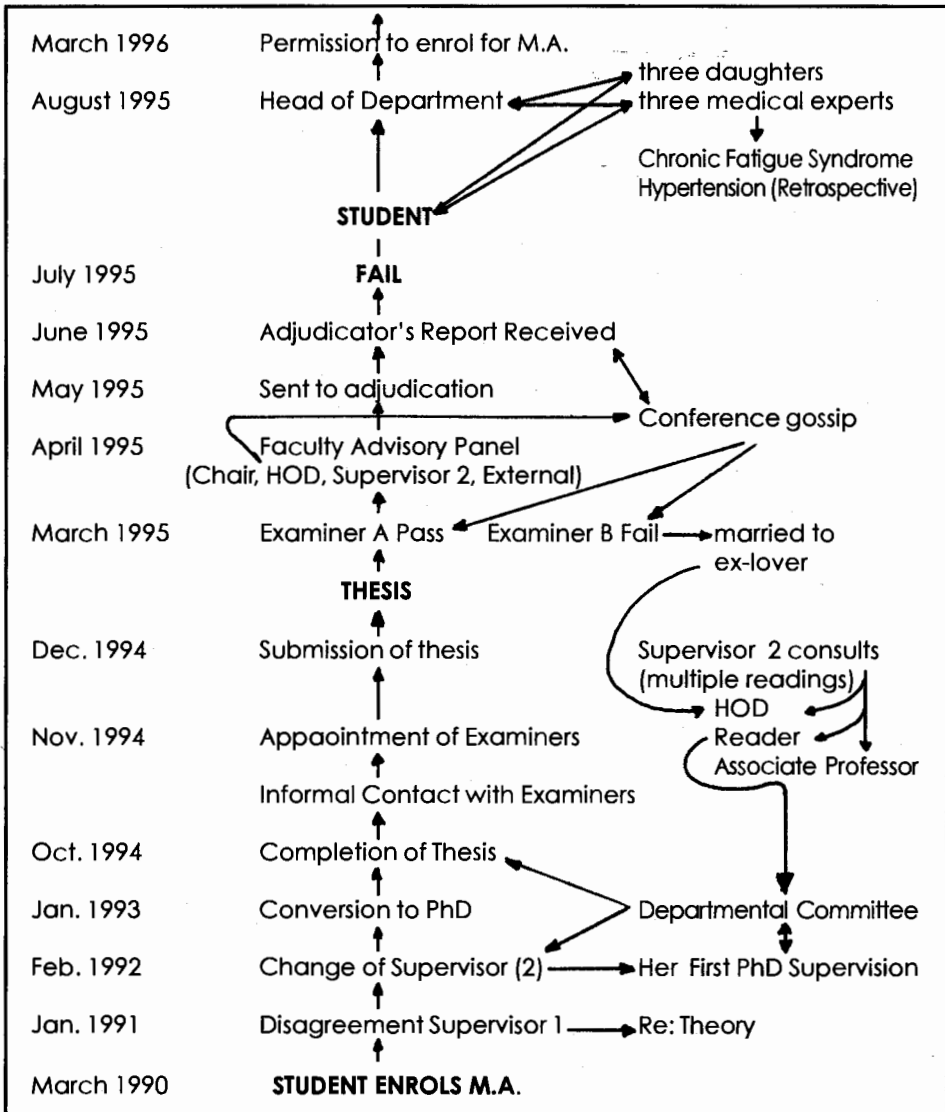 March 1996 Permission to enrol for M.A.
three daughters
August 1995 Head of Department three medical experts
Chronic Fatigue Syndrome
Hypertension (Retrospective)
STUDENT
July 1995 FAIL
June 1995 Adjudicator's Report Received
May 1995 Sent to adjudication
Conference gossip
April 1995 Faculty Advisory Panel
(Chair, HOD, Supervisor 2, External)
March 1995 Examiner A Pass Examiner B Fail married to
ex-lover
THESIS
Dec. 1994 Submission of thesis Supervisor 2 consults
(multiple readings)
HOD
Nov. 1994 Appaointment of Examiners Reader
Associate Professor
Informal Contact with Examiners
Oct. 1994 Completion of Thesis
Jan. 1993 Conversion to PhD Departmental Committee
Feb. 1992 Change of Supervisor (2) Her First PhD Supervision
Jan. 1991 Disagreement Supervisor 1 Re: Theory
March 1990 STUDENT ENROLS M.A.